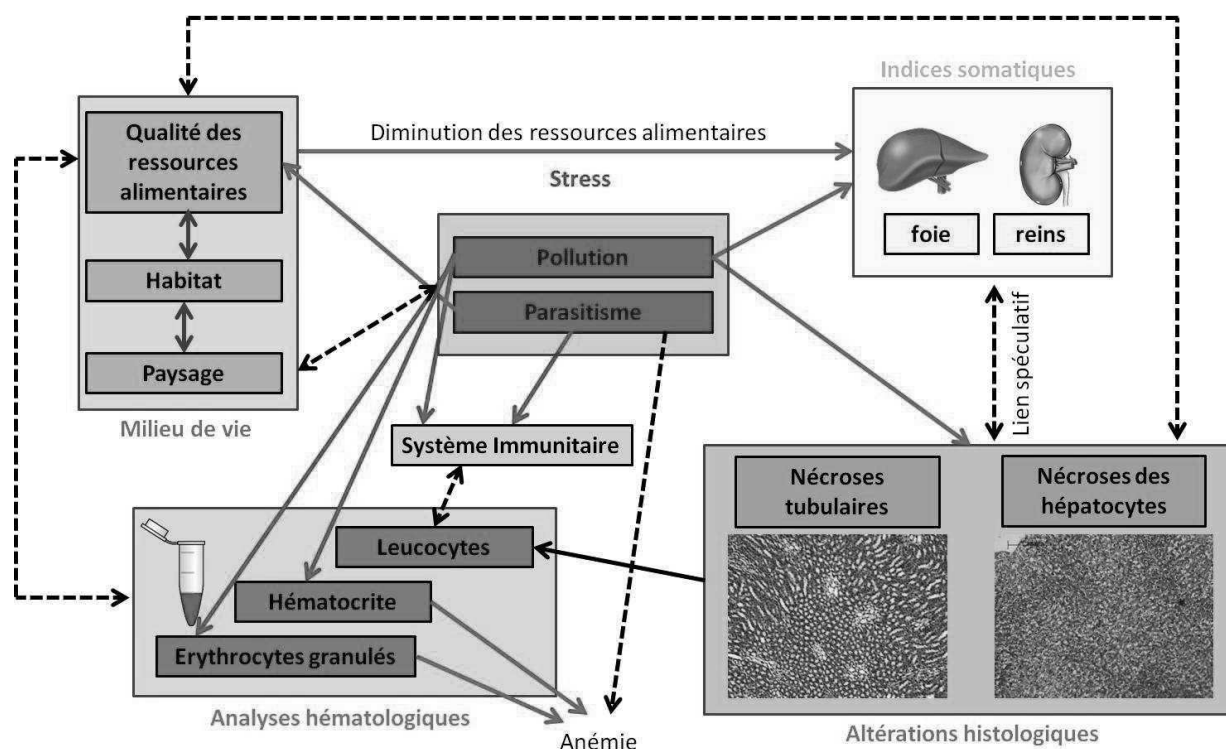 Indices somatiques
Qualité des
ressources
alimentaires
Diminution des ressources alimentaires
Stress
foie
reins
Pollution
Habitat
Parasitisme
Paysage
Milieu de vie
Lien spéculatif
Système Immunitaire
Nécroses
tubulaires
Nécroses des
hépatocytes
Leucocytes
Hématocrite
Erythrocytes granulés
Analyses hématologiques
Anémie
Altérations histologiques